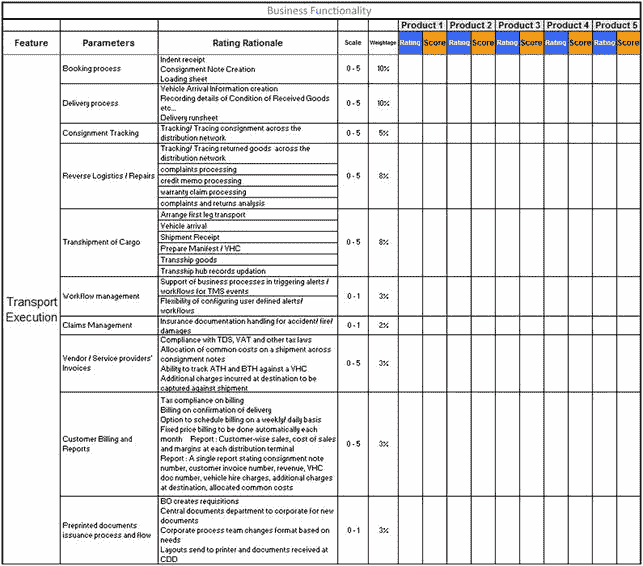 Business Functionality
Product 1 Product 2 Product 3 Product 4 Product 5
Feature Parameters Rating Rationale Scale Weightage Rating Score Rating Score Rating Score Rating Score Rating Score
Transport Execution
Booking process
Indent receipt
Consignment Note Creation
Loading sheet
0 - 5 10%
Delivery process
Vehicle Arrival Information creation
Recording details of Condition of Received Goods
etc...
Delivery runsheet
0 - 5 10%
Consignment Tracking
Tracking/ Tracing consignment across the
distribution network
0 - 5 5%
Reverse Logistics / Repairs
Tracking/ Tracing returned goods across the
distribution network
complaints processing
credit memo processing
warranty claim processing
complaints and returns analysis
0 - 5 8%
Transhipment of Cargo
Arrange first leg transport
Vehicle arrival
Shipment Receipt
Prepare Manifest / VHC
Transship goods
Transship hub records updation
0 - 5 8%
Workflow management
Support of business processes in triggering alerts/
workflows for TMS events
Flexibility of configuring user defined alerts/
workflows
0 - 1 3%
Claims Management
Insurance documentation handling for accident/ fire/
damages
0 - 1 2%
Vendor / Service providers'
Invoices
Compliance with TDS, VAT and other tax laws
Allocation of common costs on a shipment across
consignment notes
Ability to track ATH and BTH against a VHC
Additional charges incurred at destination to be
captured against shipment
0 - 5 3%
Customer Billing and
Reports
Tax compliance on billing
Billing on confirmation of delivery
Option to schedule billing on a weekly/ daily basis
Fixed price billing to be done automatically each
month Report : Customer-wise sales, cost of sales
and margins at each distribution terminal
Report : A single report stating consignment note
number, customer invoice number, revenue, VHC
doc number, vehicle hire charges, additional charges
at destination, allocated common costs
0 - 5 3%
Preprinted documents
issuance process and flow
BO creates requisitions
Central documents department to corporate for new
documents
Corporate process team changes format based on
needs
Layouts send to printer and documents received at
CDD
0 - 1 3%